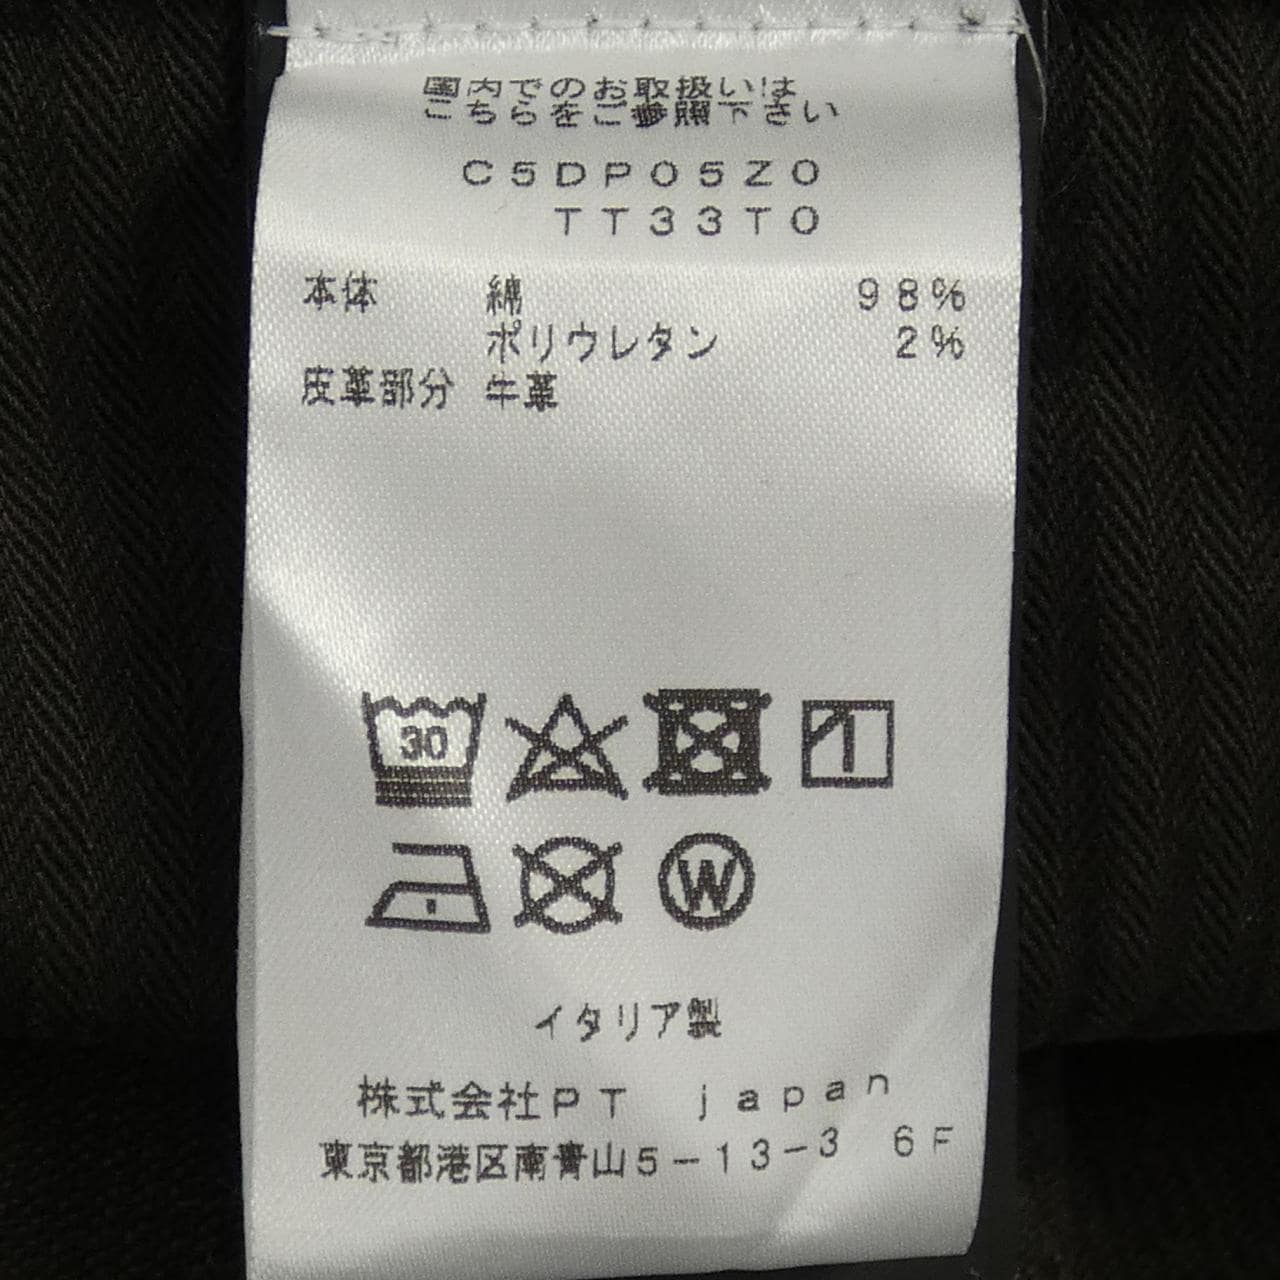 国内でのお取扱いは
こちらをご参照下さい
C5DP05Z0
TT33T0
本体 綿 98%
ポリウレタン 2%
皮革部分 牛革
30
W
イタリア製
株式会社PT japan
東京都港区南青山5-13-3 6F